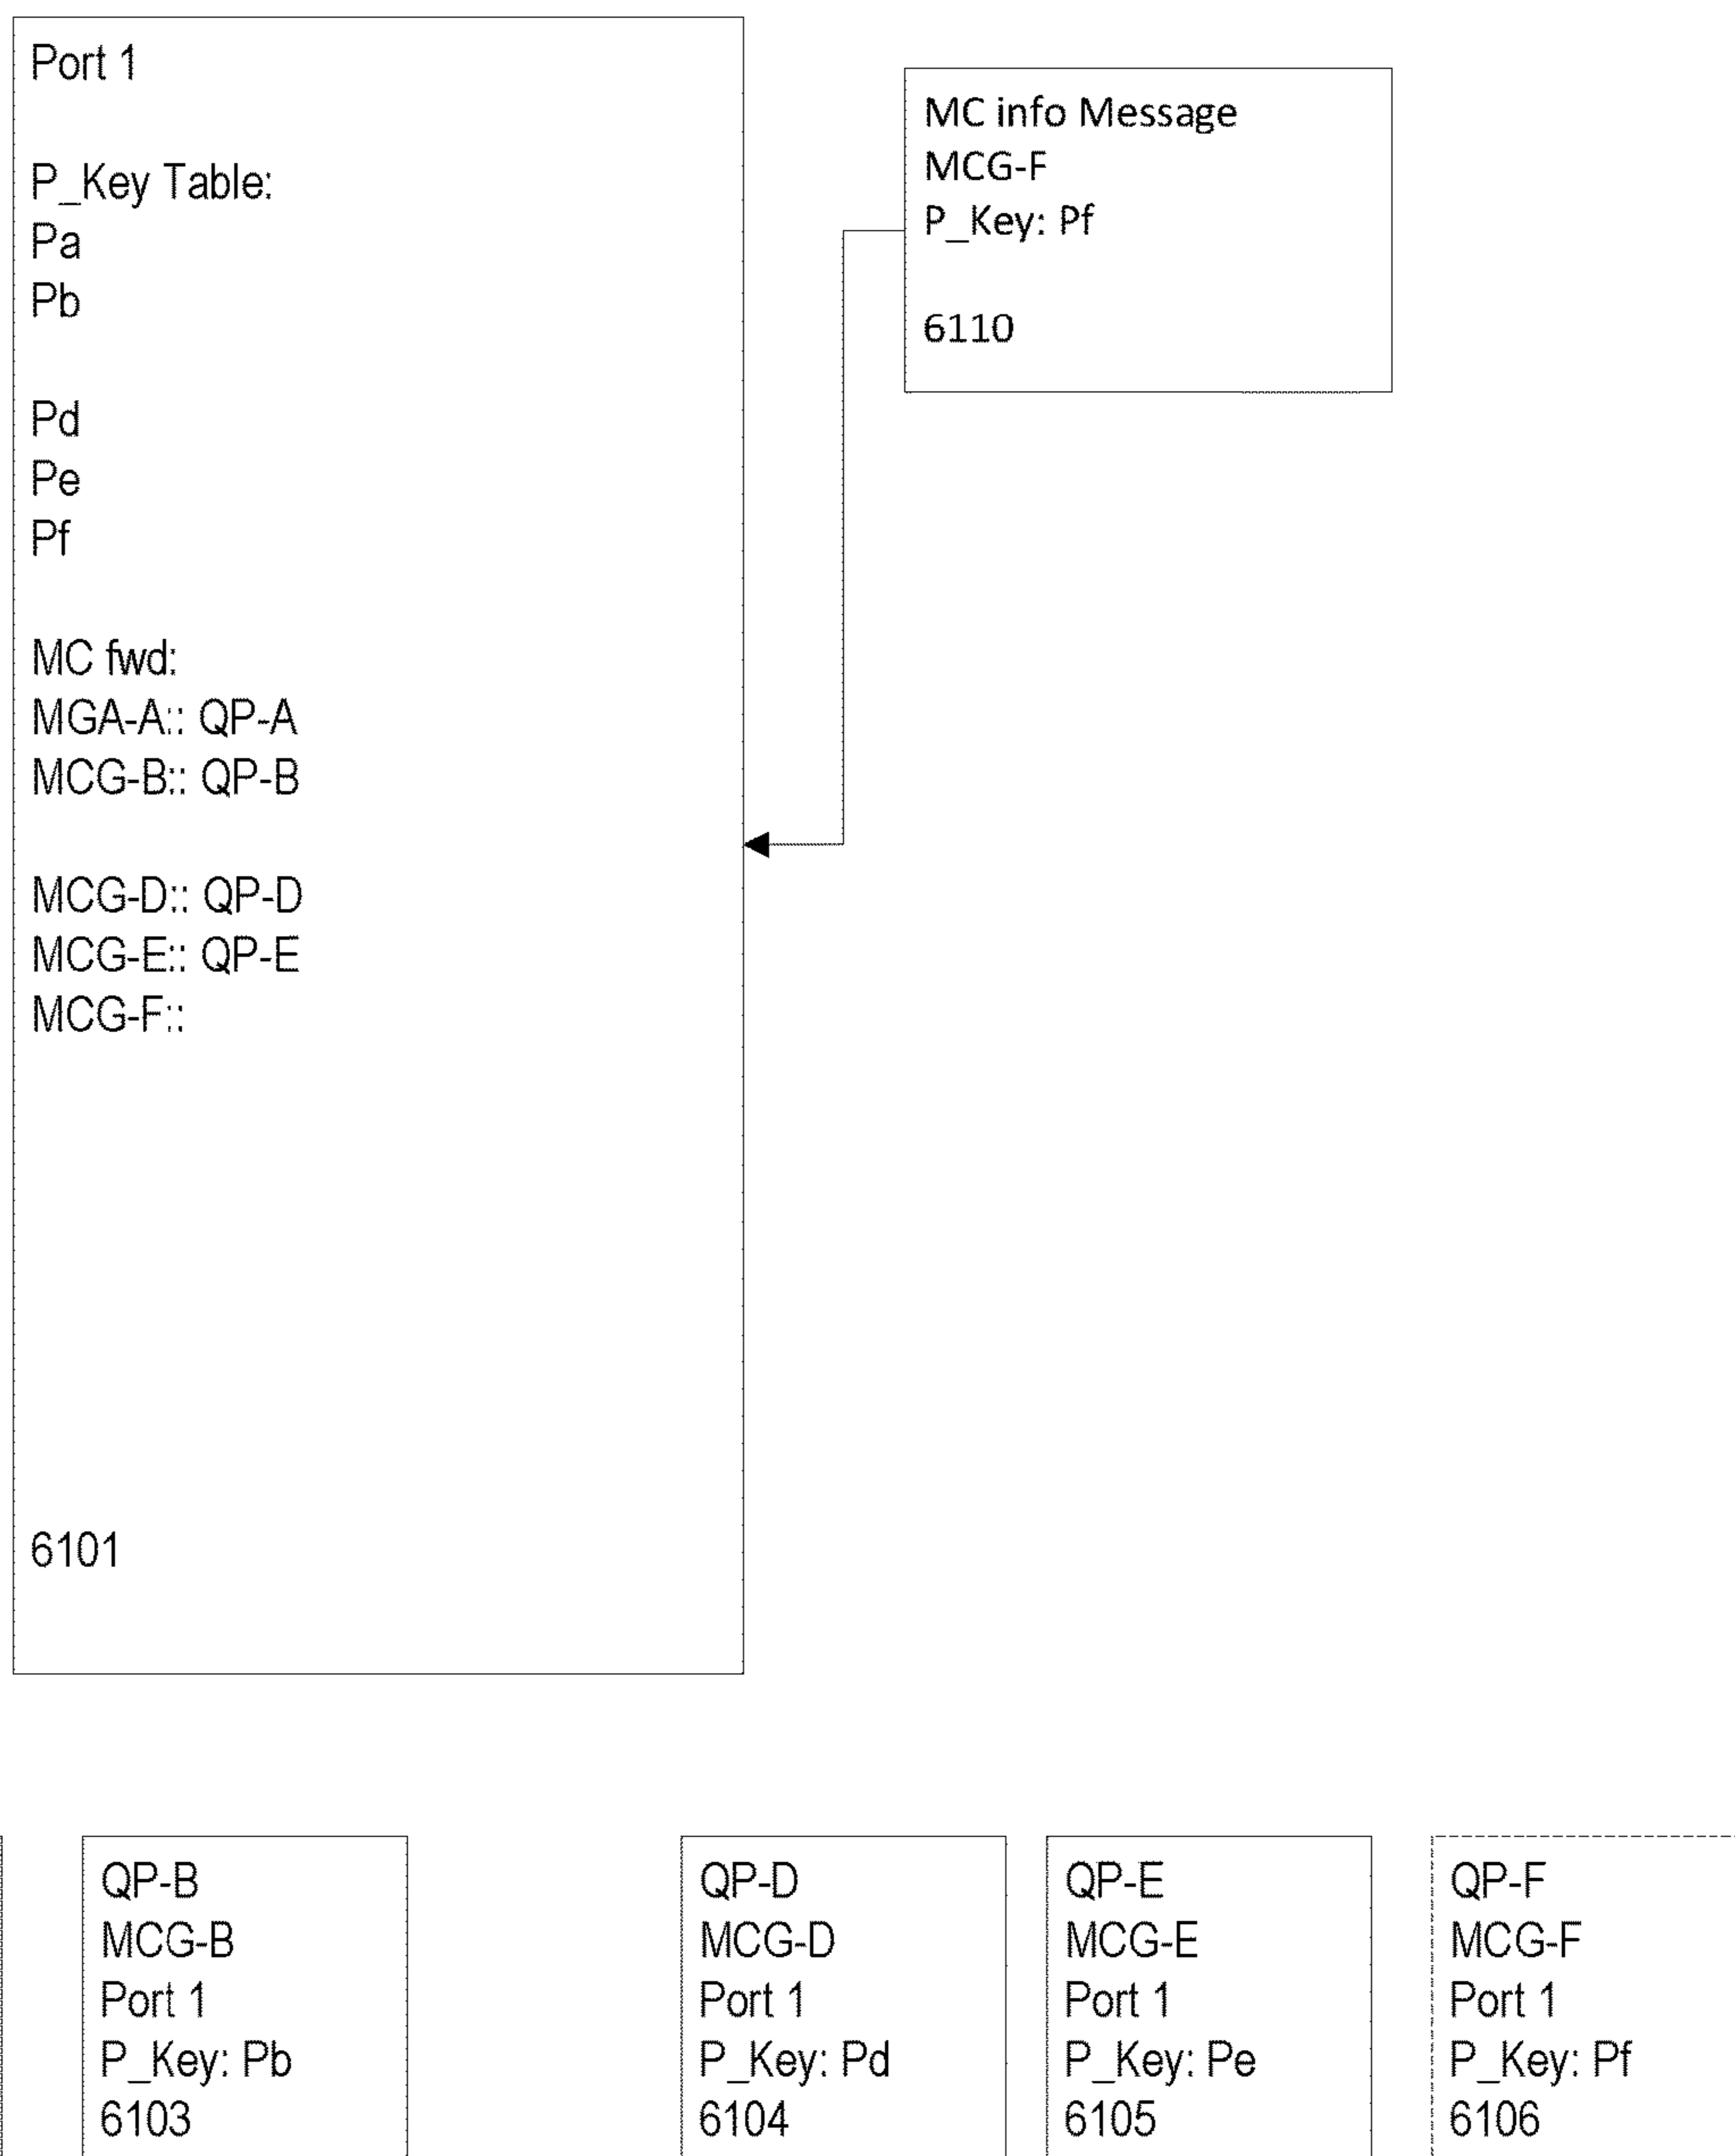 Port 1
P_Key Table:
Pa
Pb
Pd
Pe
Pf
MC fwd:
MGA-A:: QP-A
MCG-B:: QP-B
MCG-D:: QP-D
MCG-E:: QP-E
MCG-F::
6101
MC info Message
MCG-F
P_Key: Pf
6110
QP-B
MCG-B
Port 1
P_Key: Pb
6103
QP-D
MCG-D
Port 1
P_Key: Pd
6104
QP-E
MCG-E
Port 1
P_Key: Pe
6105
QP-F
MCG-F
Port 1
P_Key: Pf
6106